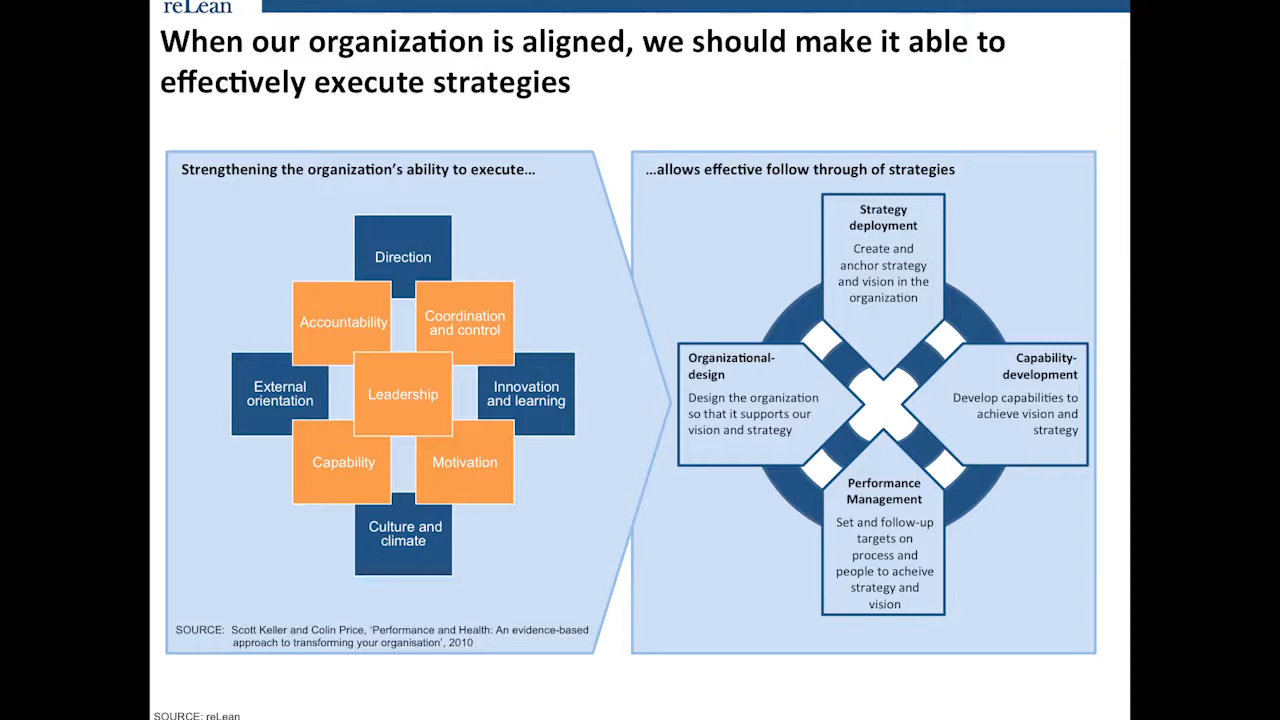 reLean
When our organization is aligned, we should make it able to
effectively execute strategies
Strengthening the organization's ability to execute…
Direction
Accountability
Coordination
and control
External
orientation
Leadership
Innovation
and learning
Capability
Motivation
Culture and
climate
SOURCE: Scott Keller and Colin Price, 'Performance and Health: An evidence-based
approach to transforming your organisation', 2010
…allows effective follow through of strategies
Strategy
deployment
Create and
anchor strategy
and vision in the
organization
Organizational-
design
Design the organization
so that it supports our
vision and strategy
Capability-
development
Develop capabilities to
achieve vision and
strategy
Performance
Management
Set and follow-up
targets on
process and
people to acheive
strategy and
vision
SOURCE: reLean